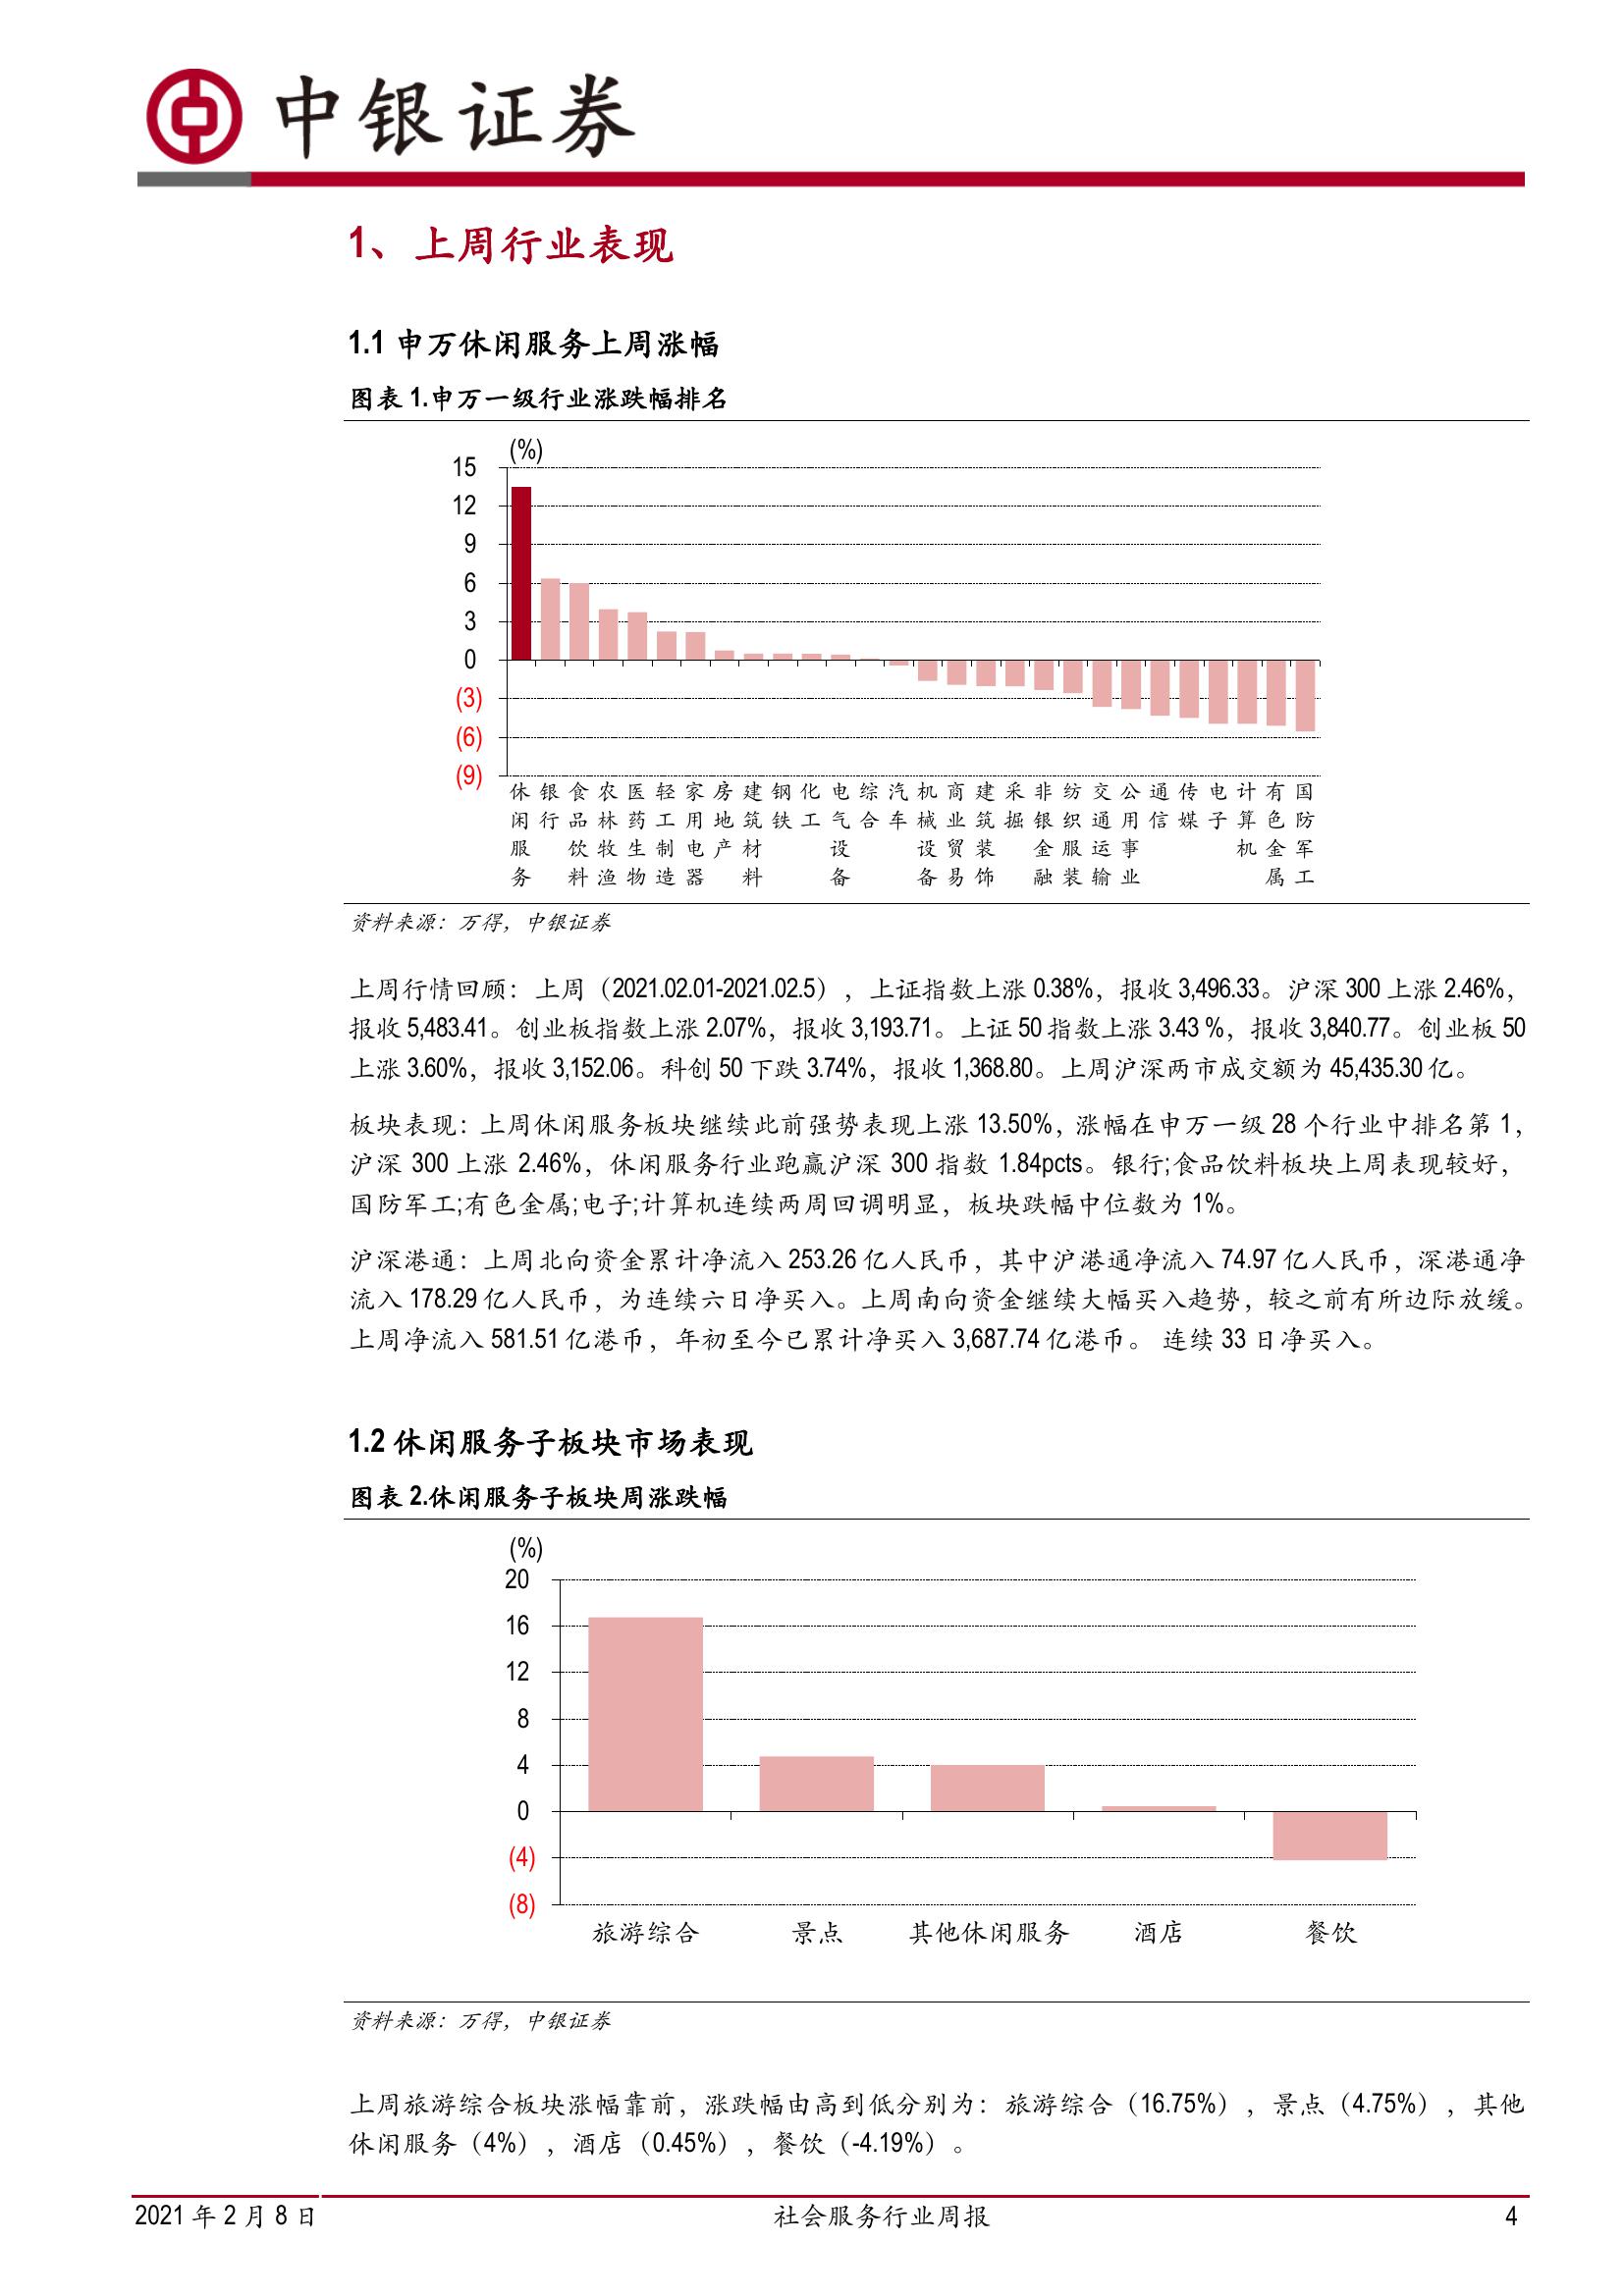 中银证券
1、上周行业表现
1.1 申万休闲服务上周涨幅
图表 1.申万一级行业涨跌幅排名
(%)
15
12
9
6
3
0
(3)
(6)
(9)
休闲服务 银行 食品饮料 农林牧渔 医药生物 轻工制造 家用电器 房地产 建筑材料 钢铁 化工 电气设备 综合 汽车 机械设备 商业贸易 建筑装饰 采掘 非银金融 纺织服装 交通运输 公用事业 通信 传媒 电子 计算机 有色金属 国防军工
资料来源：万得，中银证券
上周行情回顾：上周（2021.02.01-2021.02.5），上证指数上涨 0.38%，报收 3,496.33。沪深 300 上涨 2.46%，
报收 5,483.41。创业板指数上涨 2.07%，报收 3,193.71。上证 50 指数上涨 3.43 %，报收 3,840.77。创业板 50
上涨 3.60%，报收 3,152.06。科创 50 下跌 3.74%，报收 1,368.80。上周沪深两市成交额为 45,435.30 亿。
板块表现：上周休闲服务板块继续此前强势表现上涨 13.50%，涨幅在申万一级 28 个行业中排名第 1，
沪深 300 上涨 2.46%，休闲服务行业跑赢沪深 300 指数 1.84pcts。银行;食品饮料板块上周表现较好，
国防军工;有色金属;电子;计算机连续两周回调明显，板块跌幅中位数为 1%。
沪深港通：上周北向资金累计净流入 253.26 亿人民币，其中沪港通净流入 74.97 亿人民币，深港通净
流入 178.29 亿人民币，为连续六日净买入。上周南向资金继续大幅买入趋势，较之前有所边际放缓。
上周净流入 581.51 亿港币，年初至今已累计净买入 3,687.74 亿港币。 连续 33 日净买入。
1.2 休闲服务子板块市场表现
图表 2.休闲服务子板块周涨跌幅
(%)
20
16
12
8
4
0
(4)
(8)
旅游综合 景点 其他休闲服务 酒店 餐饮
资料来源：万得，中银证券
上周旅游综合板块涨幅靠前，涨跌幅由高到低分别为：旅游综合（16.75%），景点（4.75%），其他
休闲服务（4%），酒店（0.45%），餐饮（-4.19%）。
2021 年 2 月 8 日 社会服务行业周报 4